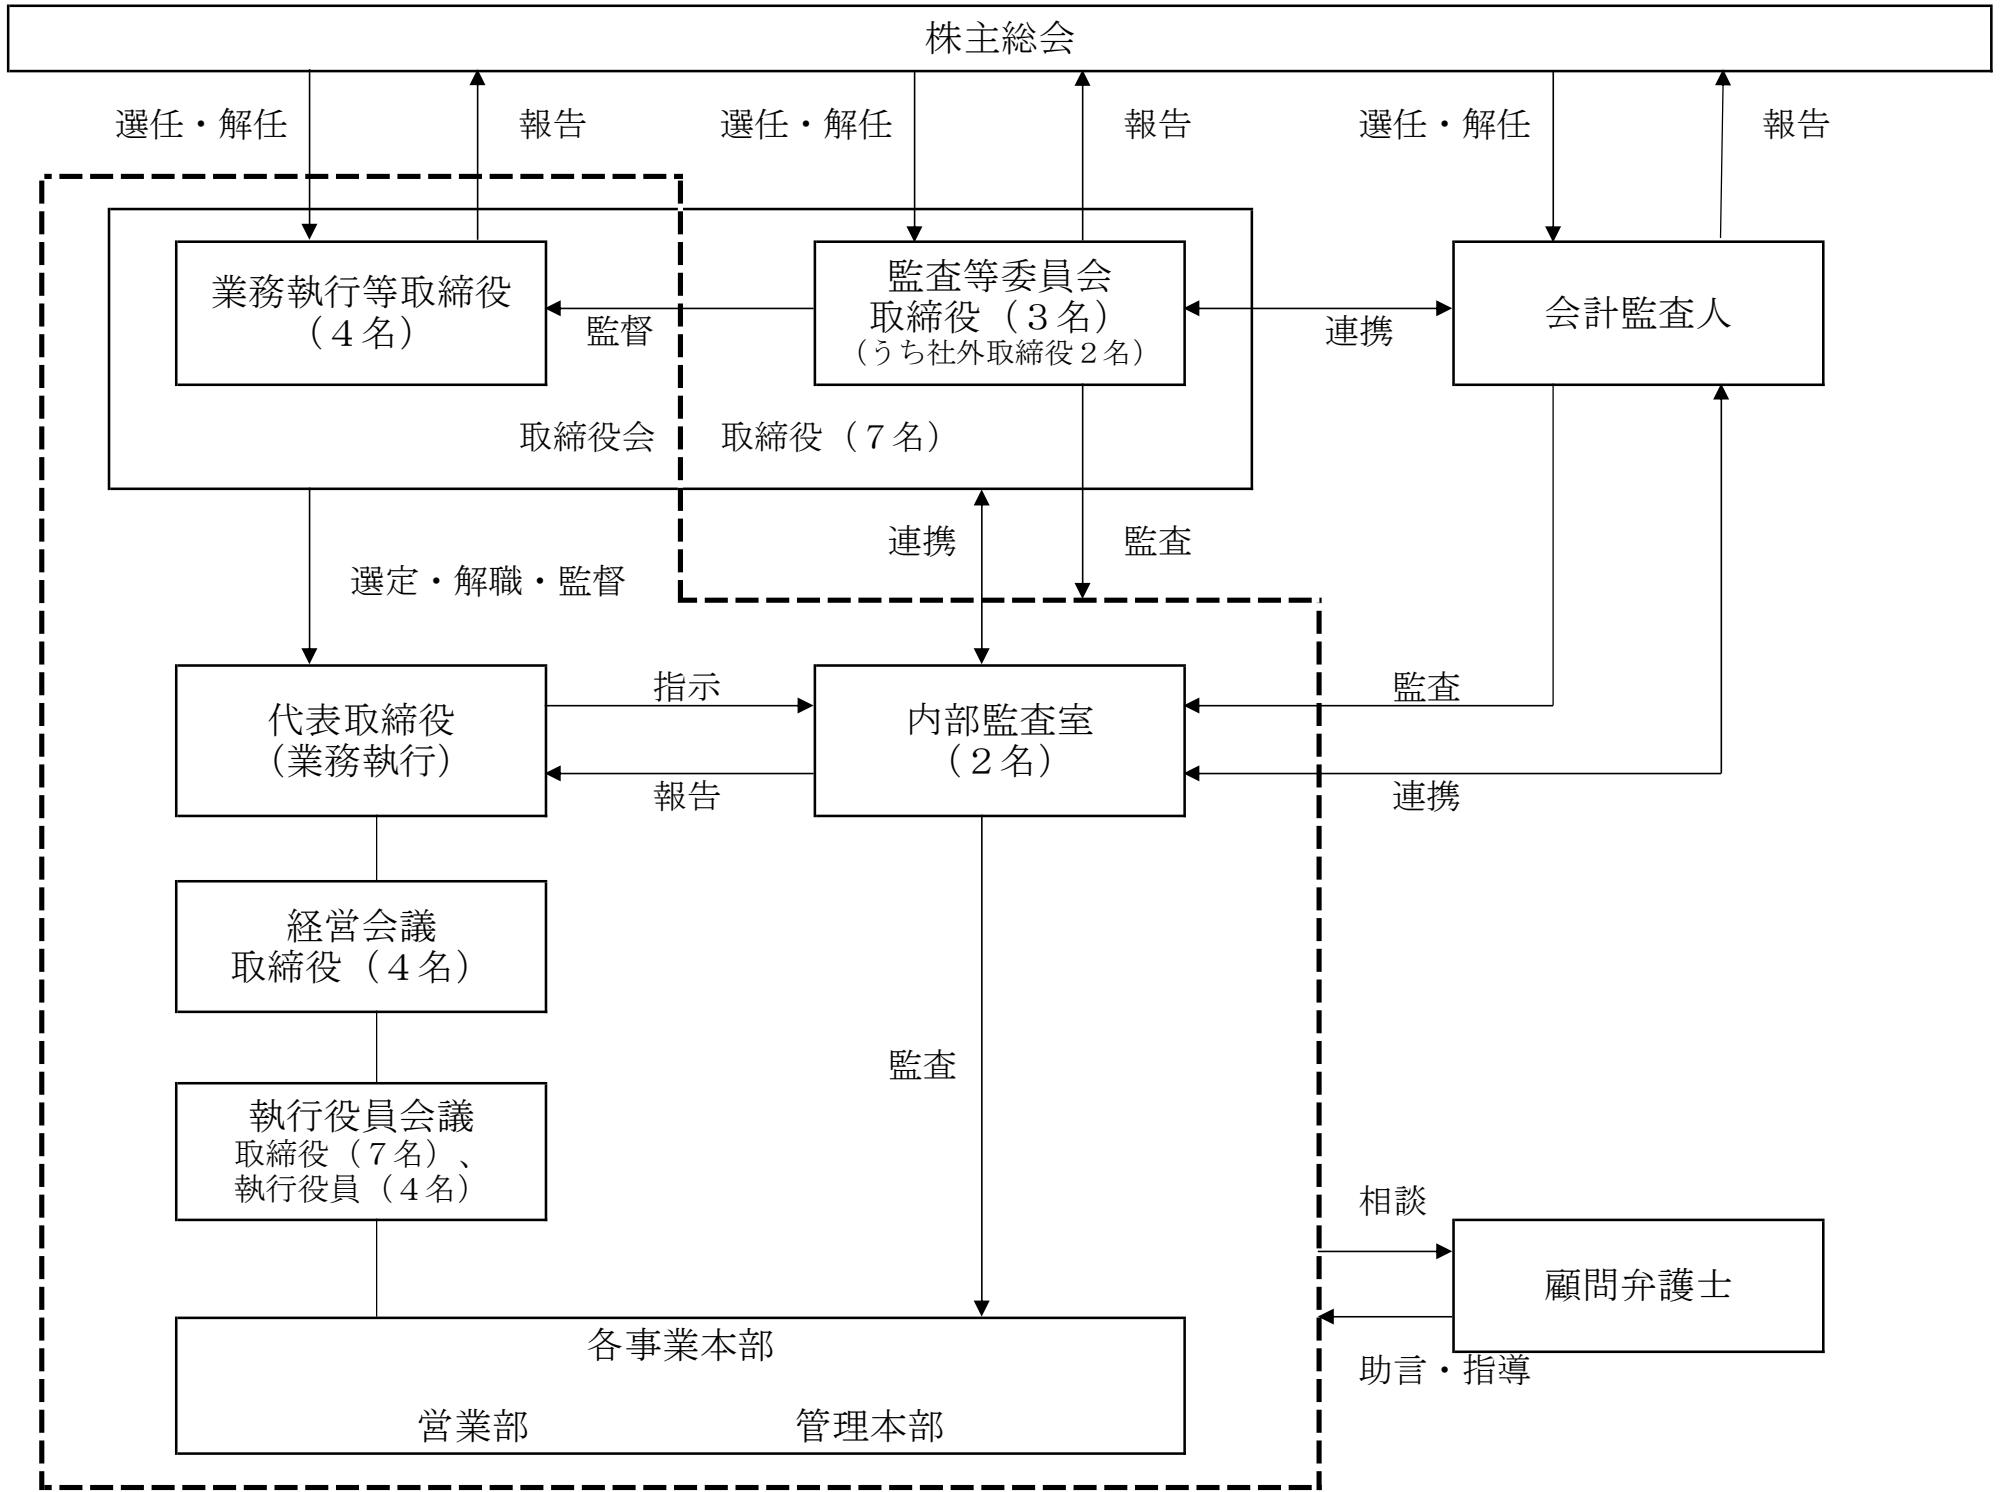 株主総会
選任・解任
報告
選任・解任
報告
選任・解任
報告
業務執行等取締役
（４名）
監督
監査等委員会
取締役（３名）
（うち社外取締役２名）
連携
会計監査人
取締役会
取締役（７名）
選定・解職・監督
連携
監査
代表取締役
（業務執行）
指示
報告
内部監査室
（２名）
監査
連携
経営会議
取締役（４名）
執行役員会議
取締役（７名）、
執行役員（４名）
監査
相談
顧問弁護士
助言・指導
各事業本部
営業部
管理本部